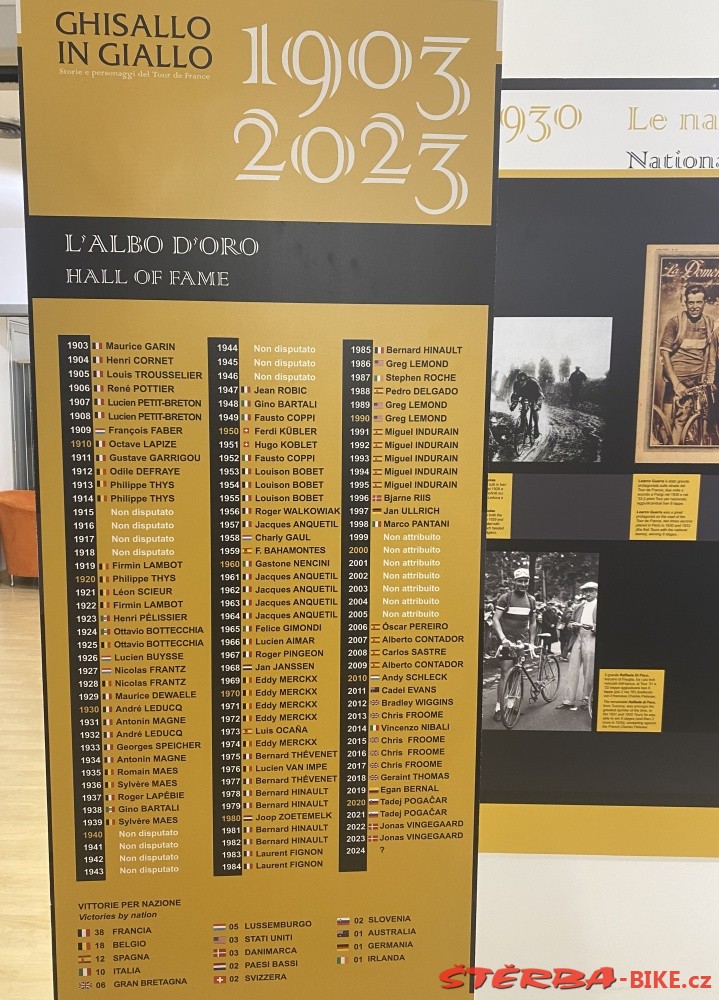 GHISALLO
IN GIALLO
Storie e personaggi del Tour de France
1903
2023
L'ALBO D'ORO
HALL OF FAME
1903 Maurice GARIN
1904 Henri CORNET
1905 Louis TROUSSELIER
1906 René POTTIER
1907 Lucien PETIT-BRETON
1908 Lucien PETIT-BRETON
1909 François FABER
1910 Octave LAPIZE
1911 Gustave GARRIGOU
1912 Odile DEFRAYE
1913 Philippe THYS
1914 Philippe THYS
1915 Non disputato
1916 Non disputato
1917 Non disputato
1918 Non disputato
1919 Firmin LAMBOT
1920 Philippe THYS
1921 Léon SCIEUR
1922 Firmin LAMBOT
1923 Henri PÉLISSIER
1924 Ottavio BOTTECCHIA
1925 Ottavio BOTTECCHIA
1926 Lucien BUYSSE
1927 Nicolas FRANTZ
1928 Nicolas FRANTZ
1929 Maurice DEWAELE
1930 André LEDUCQ
1931 Antonin MAGNE
1932 André LEDUCQ
1933 Georges SPEICHER
1934 Antonin MAGNE
1935 Romain MAES
1936 Sylvère MAES
1937 Roger LAPÉBIE
1938 Gino BARTALI
1939 Sylvère MAES
1940 Non disputato
1941 Non disputato
1942 Non disputato
1943 Non disputato
1944 Non disputato
1945 Non disputato
1946 Non disputato
1947 Jean ROBIC
1948 Gino BARTALI
1949 Fausto COPPI
1950 Ferdi KÜBLER
1951 Hugo KOBLET
1952 Fausto COPPI
1953 Louison BOBET
1954 Louison BOBET
1955 Louison BOBET
1956 Roger WALKOWIAK
1957 Jacques ANQUETIL
1958 Charly GAUL
1959 F. BAHAMONTES
1960 Gastone NENCINI
1961 Jacques ANQUETIL
1962 Jacques ANQUETIL
1963 Jacques ANQUETIL
1964 Jacques ANQUETIL
1965 Felice GIMONDI
1966 Lucien AIMAR
1967 Roger PINGEON
1968 Jan JANSSEN
1969 Eddy MERCKX
1970 Eddy MERCKX
1971 Eddy MERCKX
1972 Eddy MERCKX
1973 Luis OCAÑA
1974 Eddy MERCKX
1975 Bernard THÉVENET
1976 Lucien VAN IMPE
1977 Bernard THÉVENET
1978 Bernard HINAULT
1979 Bernard HINAULT
1980 Joop ZOETEMELK
1981 Bernard HINAULT
1982 Bernard HINAULT
1983 Laurent FIGNON
1984 Laurent FIGNON
1985 Bernard HINAULT
1986 Greg LEMOND
1987 Stephen ROCHE
1988 Pedro DELGADO
1989 Greg LEMOND
1990 Greg LEMOND
1991 Miguel INDURAIN
1992 Miguel INDURAIN
1993 Miguel INDURAIN
1994 Miguel INDURAIN
1995 Miguel INDURAIN
1996 Bjarne RIIS
1997 Jan ULLRICH
1998 Marco PANTANI
1999 Non attribuito
2000 Non attribuito
2001 Non attribuito
2002 Non attribuito
2003 Non attribuito
2004 Non attribuito
2005 Non attribuito
2006 Óscar PEREIRO
2007 Alberto CONTADOR
2008 Carlos SASTRE
2009 Alberto CONTADOR
2010 Andy SCHLECK
2011 Cadel EVANS
2012 Bradley WIGGINS
2013 Chris FROOME
2014 Vincenzo NIBALI
2015 Chris FROOME
2016 Chris FROOME
2017 Chris FROOME
2018 Geraint THOMAS
2019 Egan BERNAL
2020 Tadej POGAČAR
2021 Tadej POGAČAR
2022 Jonas VINGEGAARD
2023 Jonas VINGEGAARD
2024 ?
VITTORIE PER NAZIONE
Victories by nation
38 FRANCIA
18 BELGIO
12 SPAGNA
10 ITALIA
06 GRAN BRETAGNA
05 LUSSEMBURGO
03 STATI UNITI
03 DANIMARCA
02 PAESI BASSI
02 SVIZZERA
02 SLOVENIA
01 AUSTRALIA
01 GERMANIA
01 IRLANDA
930 Le na
Nationa
La Domen
ŠTĚRBA-BIKE.cz